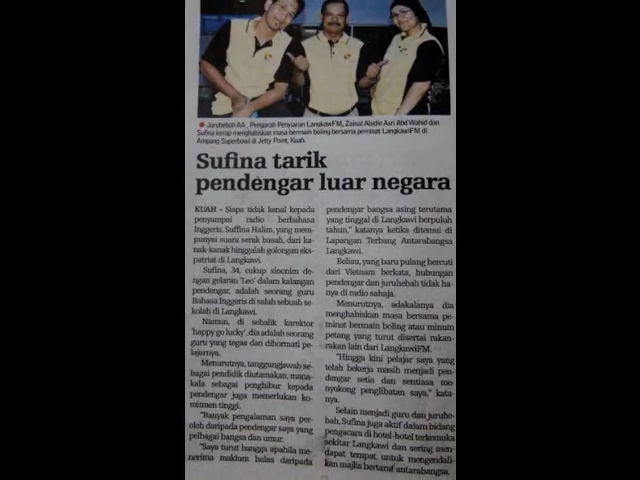 Juruhebah AA, Pengarah Penyiaran LangkawiFM, Zainal Abidin Asri Abd Wahid dan
Sufina kerap menghabiskan masa bermain boling bersama peminat LangkawiFM di
Ampang Superbowl di Jetty Point, Kuah.
Sufina tarik
pendengar luar negara
KUAH - Siapa tidak kenal kepada
penyampai radio berbahasa
Inggeris, Suffina Halim, yang mem-
punyai suara serak basah, dari ka-
nak-kanak hinggalah golongan eks-
patriat di Langkawi.
Sufina, 34, cukup sinonim de-
ngan gelaran 'Leo' dalam kalangan
pendengar, adalah seorang guru
Bahasa Inggeris di salah sebuah se-
kolah di Langkawi.
Namun, di sebalik karektor
'happy go lucky', dia adalah seorang
guru yang tegas dan dihormati pe-
lajarnya.
Menurutnya, tanggungjawab se-
bagai pendidik diutamakan, mana-
kala sebagai penghibur kepada
pendengar juga memerlukan ko-
mitmen tinggi.
"Banyak pengalaman saya per-
oleh daripada pendengar saya yang
pelbagai bangsa dan umur.
"Saya turut bangga apabila me-
nerima maklum balas daripada
pendengar bangsa asing terutama
yang tinggal di Langkawi berpuluh
tahun," katanya ketika ditemui di
Lapangan Terbang Antarabangsa
Langkawi.
Beliau, yang baru pulang bercuti
dari Vietnam berkata, hubungan
pendengar dan juruhebah tidak ha-
nya di radio sahaja.
Menurutnya, adakalanya dia
menghabiskan masa bersama pe-
minat bermain boling atau minum
petang yang turut disertai rakan-
rakan lain dari LangkawiFM.
"Hingga kini pelajar saya yang
telah bekerja masih menjadi pen-
dengar setia dan sentiasa me-
nyokong penglibatan saya," kata-
nya.
Selain menjadi guru dan juruhe-
bah, Sufina juga aktif dalam bidang
pengacara di hotel-hotel terkemuka
sekitar Langkawi dan sering men-
dapat tempat untuk mengendali-
kan majlis bertaraf antarabangsa.